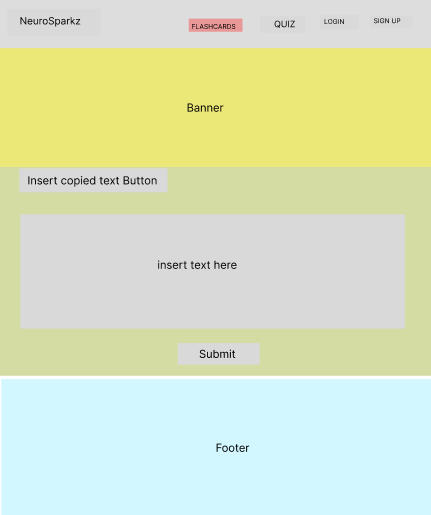 NeuroSparkz
FLASHCARDS
QUIZ
LOGIN
SIGN UP
Banner
Insert copied text Button
insert text here
Submit
Footer